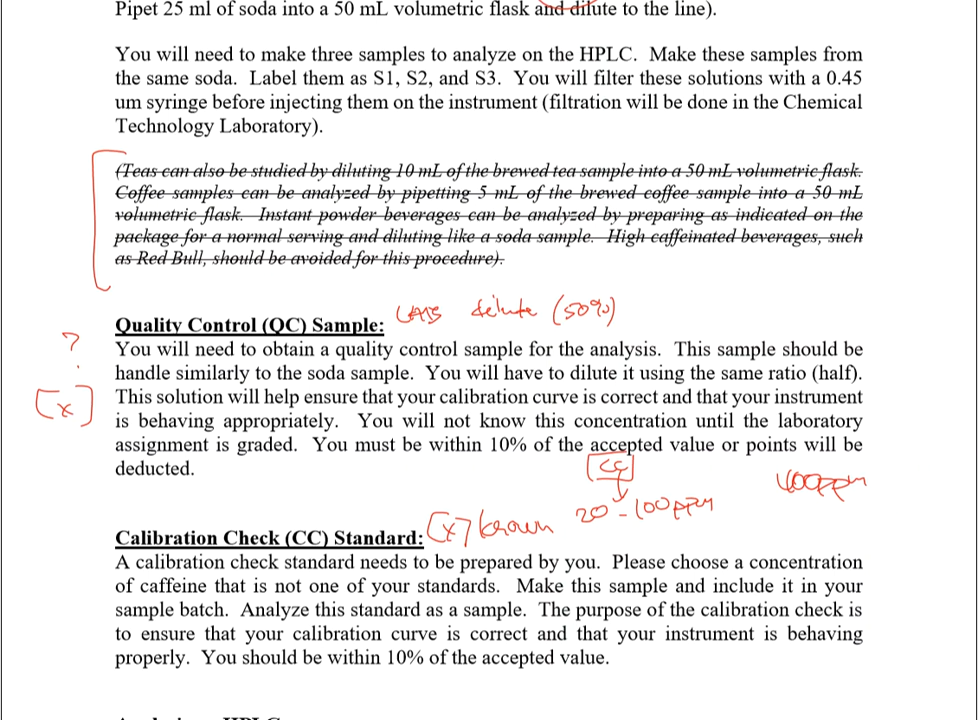 Pipet 25 ml of soda into a 50 mL volumetric flask and dilute to the line).
You will need to make three samples to analyze on the HPLC. Make these samples from
the same soda. Label them as S1, S2, and S3. You will filter these solutions with a 0.45
um syringe before injecting them on the instrument (filtration will be done in the Chemical
Technology Laboratory).
(Teas can also be studied by diluting 10 mL of the brewed tea sample into a 50 mL volumetric flask.
Coffee samples can be analyzed by pipetting 5 mL of the brewed coffee sample into a 50 mL
volumetric flask. Instant powder beverages can be analyzed by preparing as indicated on the
package for a normal serving and diluting like a soda sample. High caffeinated beverages, such
as Red Bull, should be avoided for this procedure).
dilute (50%)
Quality Control (QC) Sample:
?
You will need to obtain a quality control sample for the analysis. This sample should be
handle similarly to the soda sample. You will have to dilute it using the same ratio (half).
[x]
This solution will help ensure that your calibration curve is correct and that your instrument
is behaving appropriately. You will not know this concentration until the laboratory
assignment is graded. You must be within 10% of the accepted value or points will be
deducted.
400ppm
20 - 100 ppm
[x] known
Calibration Check (CC) Standard:
A calibration check standard needs to be prepared by you. Please choose a concentration
of caffeine that is not one of your standards. Make this sample and include it in your
sample batch. Analyze this standard as a sample. The purpose of the calibration check is
to ensure that your calibration curve is correct and that your instrument is behaving
properly. You should be within 10% of the accepted value.